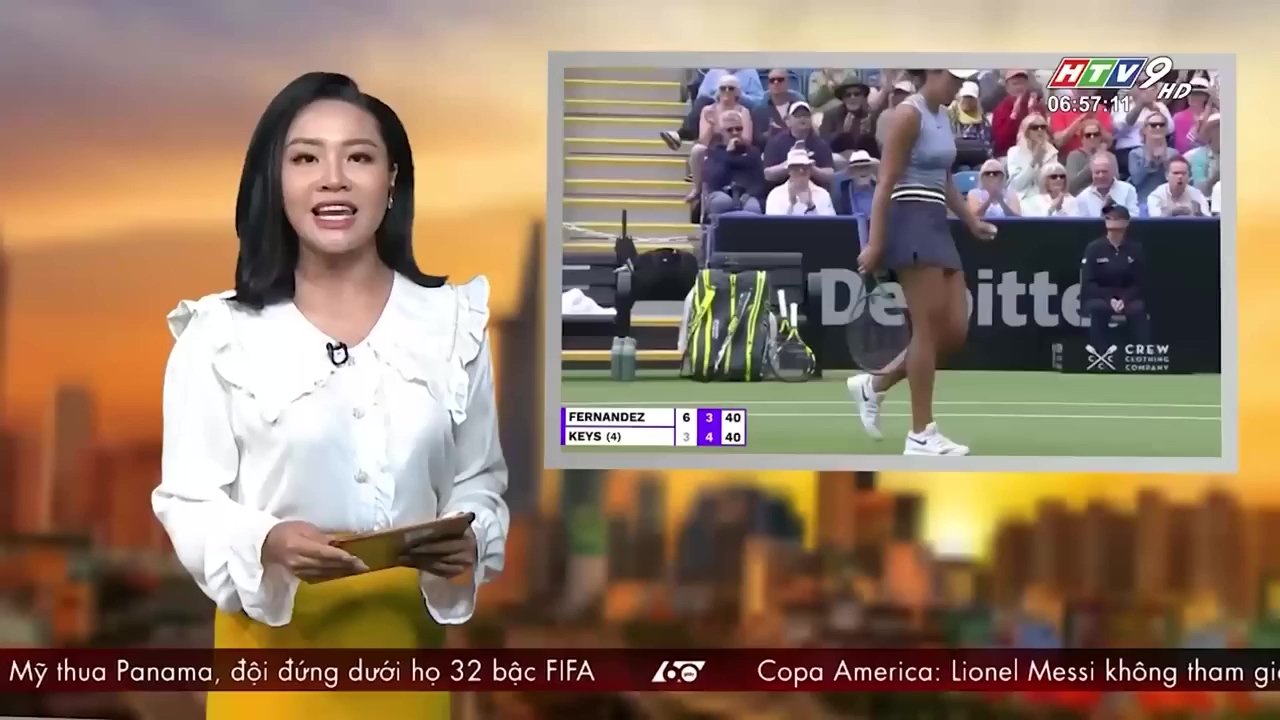 HTV9 HD
06:57:11
Deloitte
CREW
CLOTHING
COMPANY
FERNANDEZ 6 3 40
KEYS (4) 3 4 40
Mỹ thua Panama, đội đứng dưới họ 32 bậc FIFA 60 Copa America: Lionel Messi không tham gi